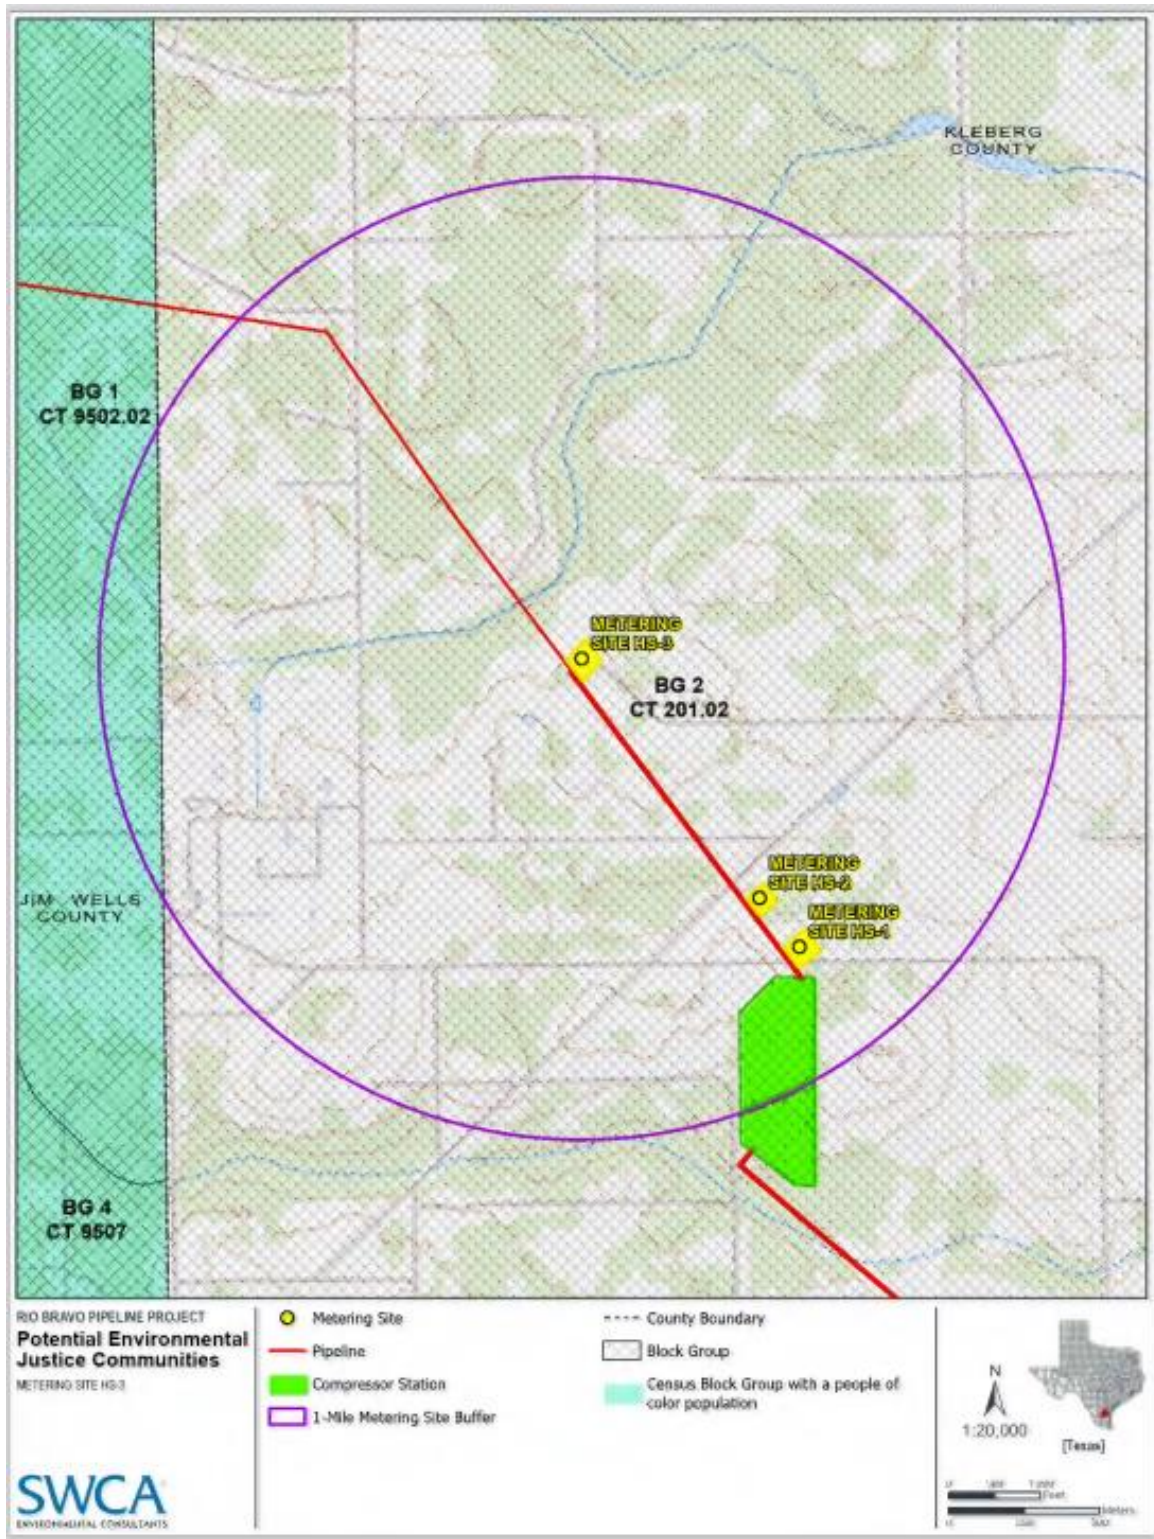 KLEBERG
COUNTY
BG 1
CT 9502.02
METERING
SITE HS-3
BG 2
CT 201.02
METERING
SITE HS-2
JIM WELLS
COUNTY
METERING
SITE HS-1
BG 4
CT 9507
RIO BRAVO PIPELINE PROJECT
Potential Environmental
Justice Communities
METERING SITE HS-3
SWCA
ENVIRONMENTAL CONSULTANTS
Metering Site
Pipeline
Compressor Station
1-Mile Metering Site Buffer
County Boundary
Block Group
Census Block Group with a people of
color population
N
1:20,000
[Texas]
Feet
Meters